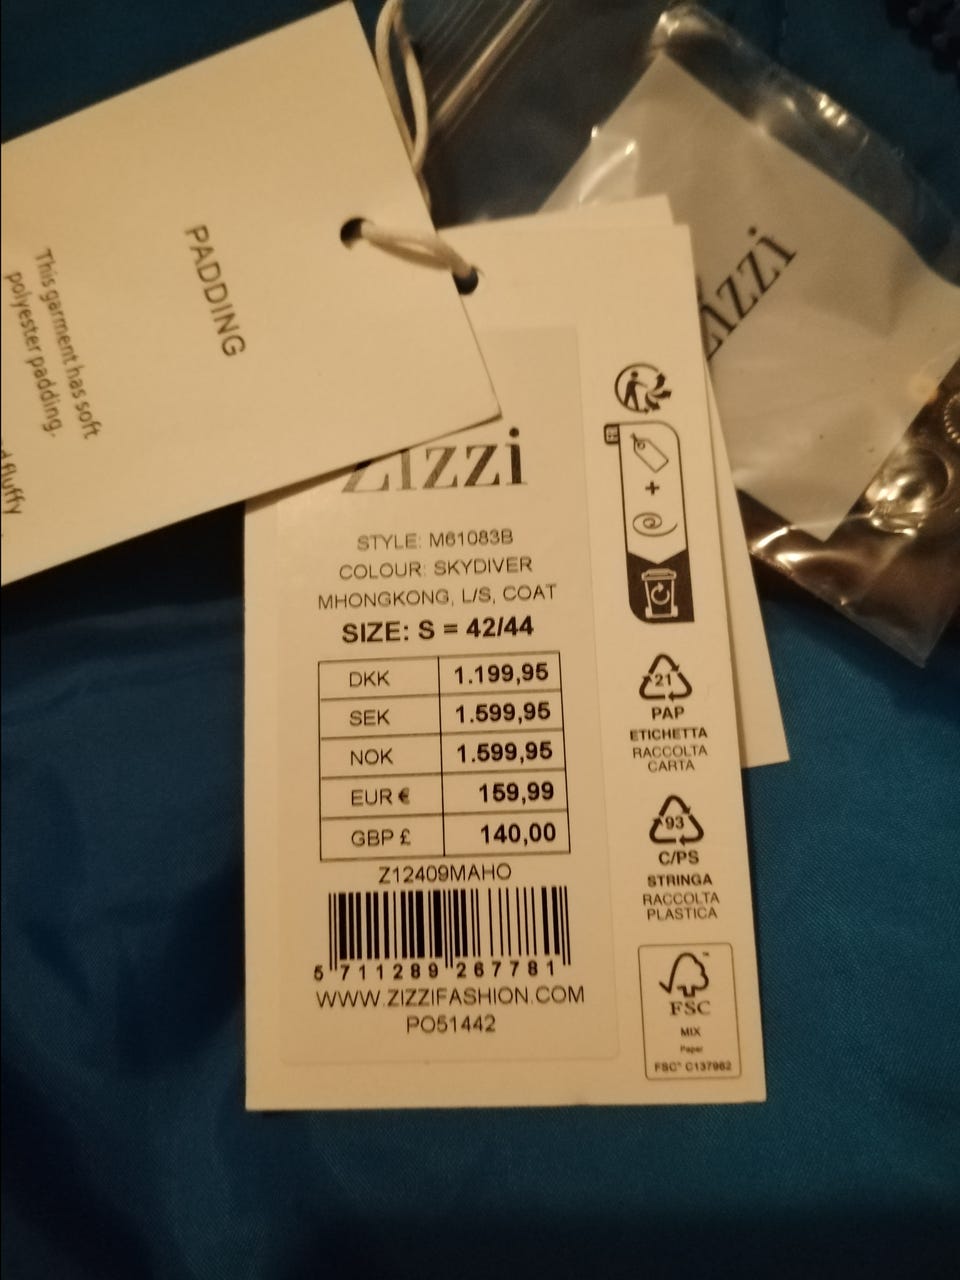 PADDING
This garment has soft
polyester padding.
fluffy
Zizzi
zizzi
STYLE: M61083B
COLOUR: SKYDIVER
MHONGKONG, L/S, COAT
SIZE: S = 42/44
DKK 1.199,95
SEK 1.599,95
NOK 1.599,95
EUR € 159,99
GBP £ 140,00
Z12409MAHO
5 711289 267781
WWW.ZIZZIFASHION.COM
PO51442
+
21
PAP
ETICHETTA
RACCOLTA
CARTA
93
C/PS
STRINGA
RACCOLTA
PLASTICA
FSC™
MIX
Paper
FSC™ C137962